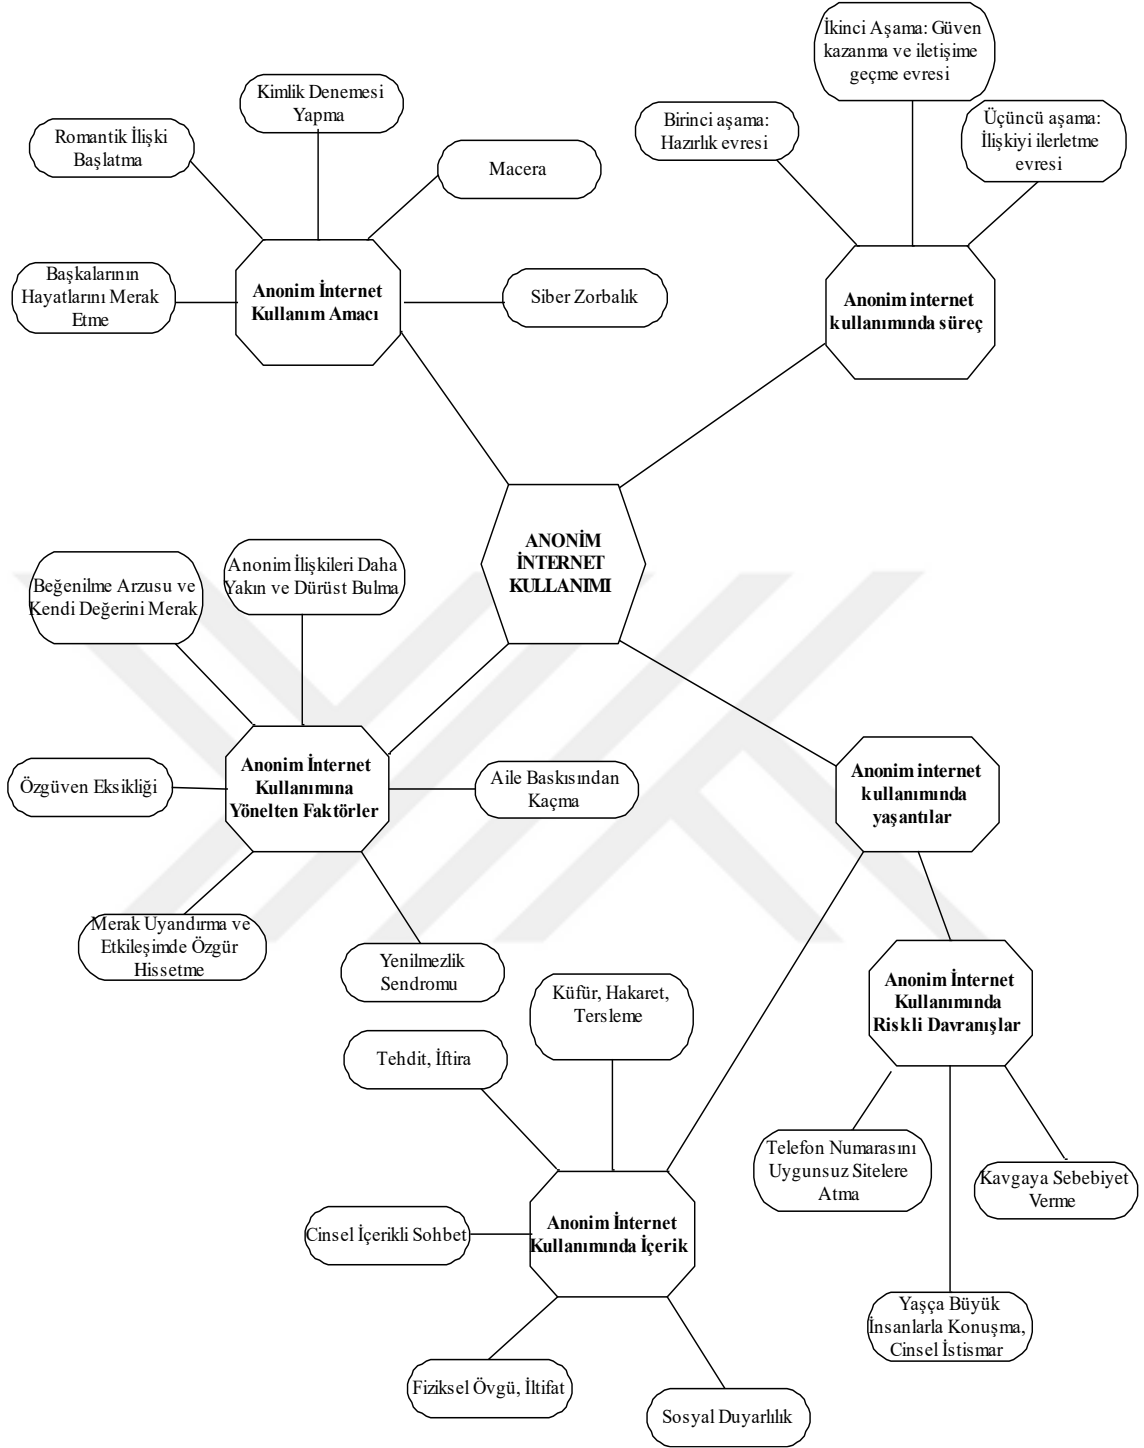 İkinci Aşama: Güven
kazanma ve iletişime
geçme evresi
Kimlik Denemesi
Yapma
Birinci aşama:
Hazırlık evresi
Üçüncü aşama:
İlişkiyi ilerletme
evresi
Romantik İlişki
Başlatma
Macera
Başkalarının
Hayatlarını Merak
Etme
Anonim İnternet
Kullanım Amacı
Siber Zorbalık
Anonim internet
kullanımında süreç
ANONİM
İNTERNET
KULLANIMI
Beğenilme Arzusu ve
Kendi Değerini Merak
Anonim İlişkileri Daha
Yakın ve Dürüst Bulma
Özgüven Eksikliği
Anonim İnternet
Kullanımına
Yönelten Faktörler
Aile Baskısından
Kaçma
Anonim internet
kullanımında
yaşantılar
Merak Uyandırma ve
Etkileşimde Özgür
Hissetme
Yenilmezlik
Sendromu
Küfür, Hakaret,
Tersleme
Anonim İnternet
Kullanımında
Riskli Davranışlar
Tehdit, İftira
Telefon Numarasını
Uygunsuz Sitelere
Atma
Kavgaya Sebebiyet
Verme
Cinsel İçerikli Sohbet
Anonim İnternet
Kullanımında İçerik
Yaşça Büyük
İnsanlarla Konuşma,
Cinsel İstismar
Fiziksel Övgü, İltifat
Sosyal Duyarlılık